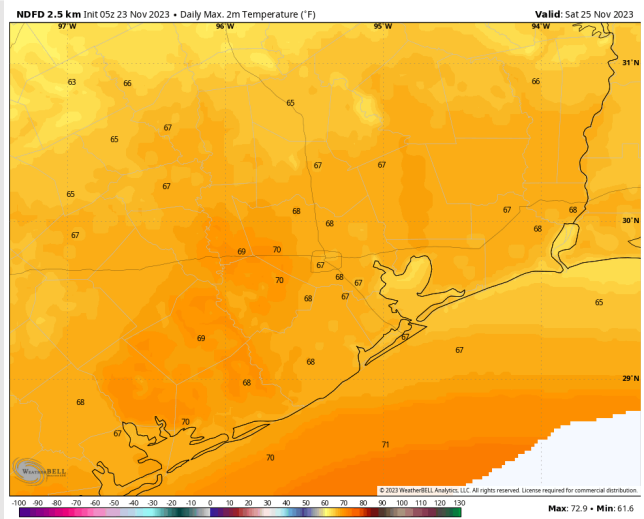 NDFD 2.5 km Init 05z 23 Nov 2023 • Daily Max. 2m Temperature (°F)
Valid: Sat 25 Nov 2023
97°W 96°W 95°W 94°W
31°N
63 66 66
65
67
65
67 67
67
65
68 67 68
68 30°N
67 68
69 70
67
68
70 67
68 67
65
69
67
67
68
29°N
68
68
70
67
71
70
WeatherBELL
© 2023 WeatherBELL Analytics, LLC. All rights reserved. License required for commercial distribution.
-100 -90 -80 -70 -60 -50 -40 -30 -20 -10 0 10 20 30 40 50 60 70 80 90 100 110 120 130
Max: 72.9 • Min: 61.6